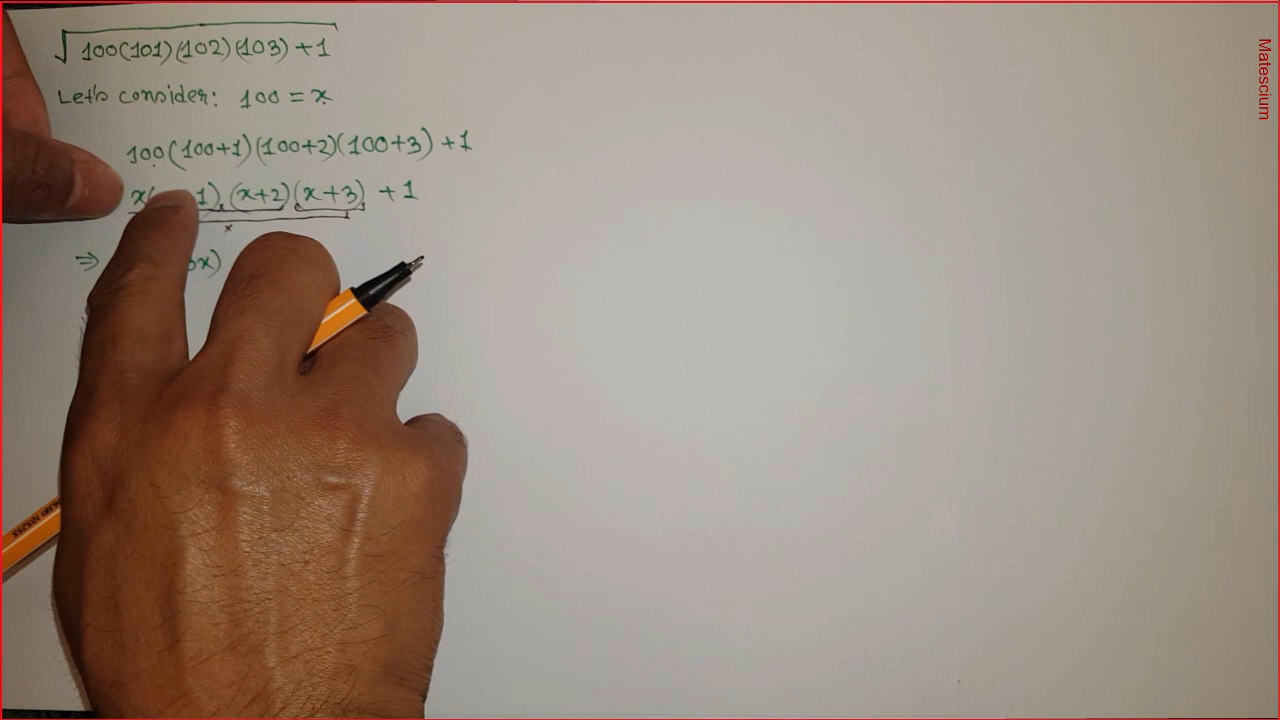 √100(101)(102)(103)+1
Let's consider: 100 = x
100(100+1)(100+2)(100+3)+1
x( 1).(x+2)(x+3) +1
x
⇒ x)
Matescium